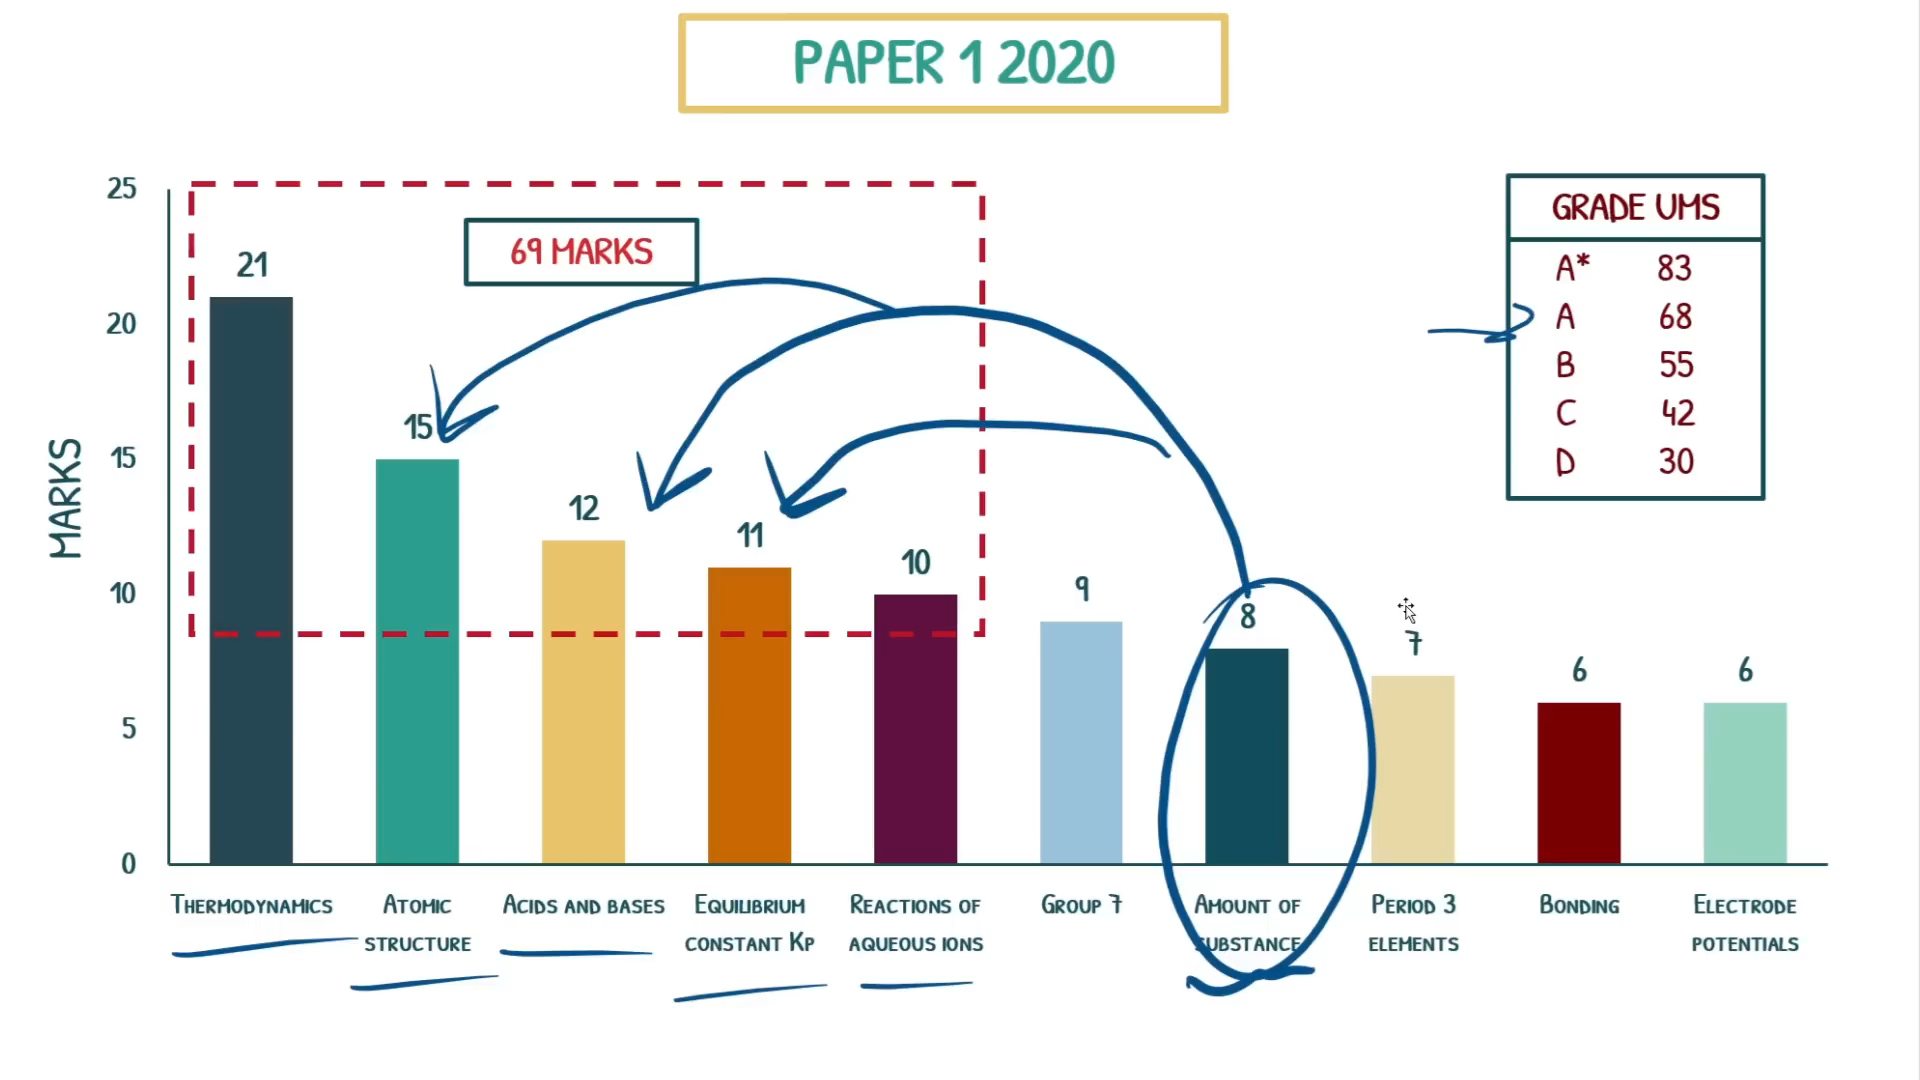 PAPER 1 2020
GRADE UMS
A* 83
A 68
B 55
C 42
D 30
69 MARKS
MARKS
25
20
15
10
5
0
21
15
12
11
10
9
8
7
6
6
THERMODYNAMICS
ATOMIC
STRUCTURE
ACIDS AND BASES
EQUILIBRIUM
CONSTANT KP
REACTIONS OF
AQUEOUS IONS
GROUP 7
AMOUNT OF
SUBSTANCE
PERIOD 3
ELEMENTS
BONDING
ELECTRODE
POTENTIALS